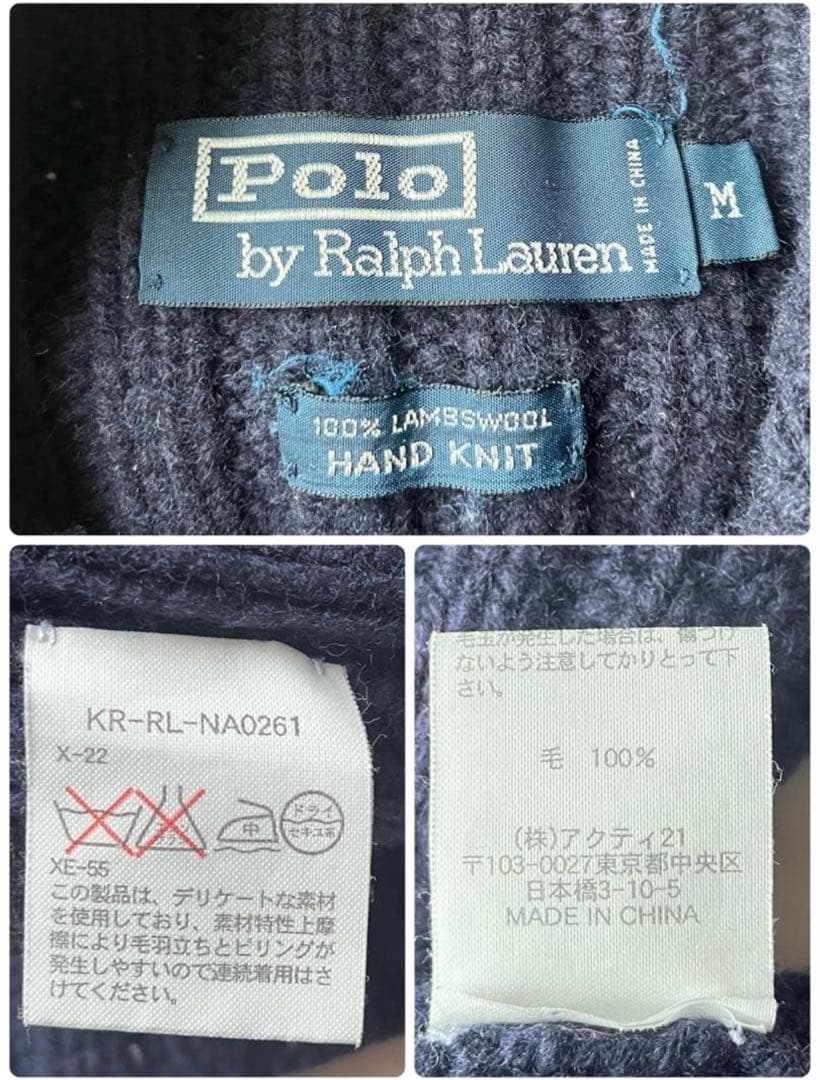 Polo
by Ralph Lauren
MADE IN CHINA
M
100% LAMBSWOOL
HAND KNIT
KR-RL-NA0261
X-22
中
ドライ
セキユ系
XE-55
この製品は、デリケートな素材
を使用しており、素材特性上摩
擦により毛羽立ちとピリングが
発生しやすいので連続着用はさ
けてください。
毛玉が発生した場合は、傷つけ
ないよう注意してかりとって下
さい。
毛 100%
(株)アクティ21
〒103-0027東京都中央区
日本橋3-10-5
MADE IN CHINA